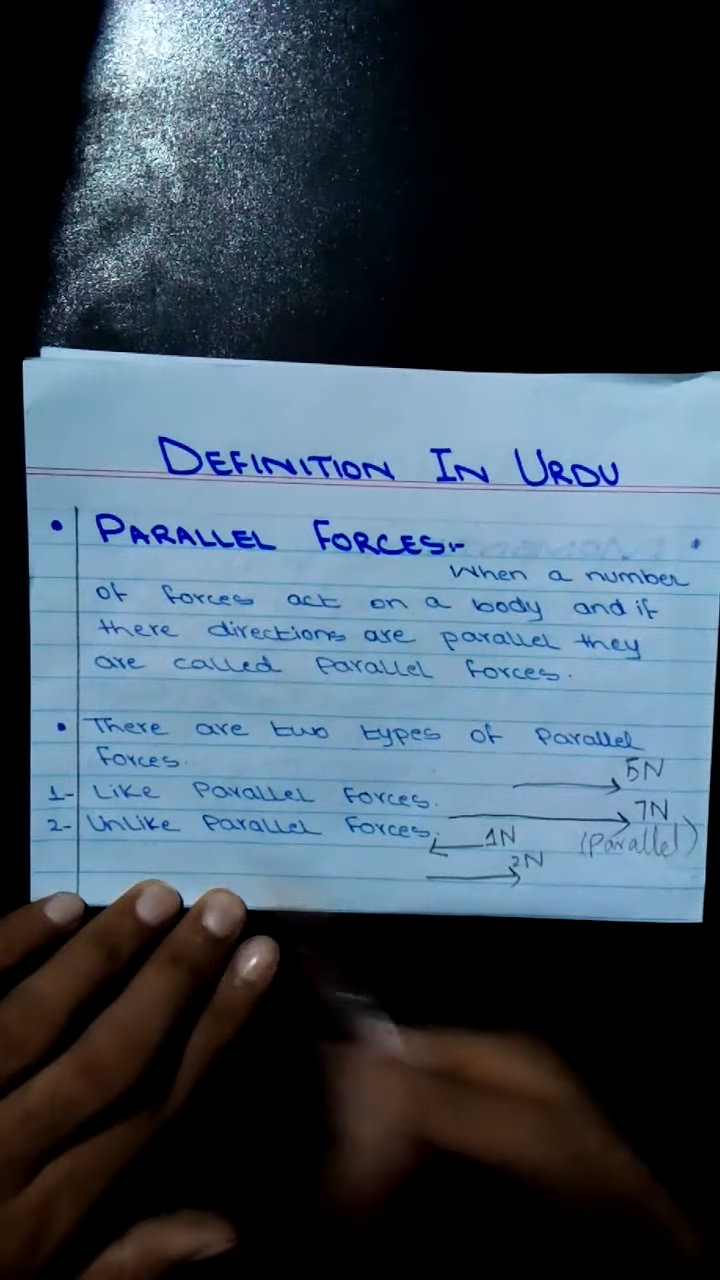 DEFINITION IN URDU
• PARALLEL FORCES:-
When a number
of forces act on a body and if
there directions are parallel they
are called Parallel forces.
• There are two types of Parallel
Forces.
5N
1- Like Parallel Forces.
7N
2- Unlike Parallel Forces.
(Parallel)
1N
2N